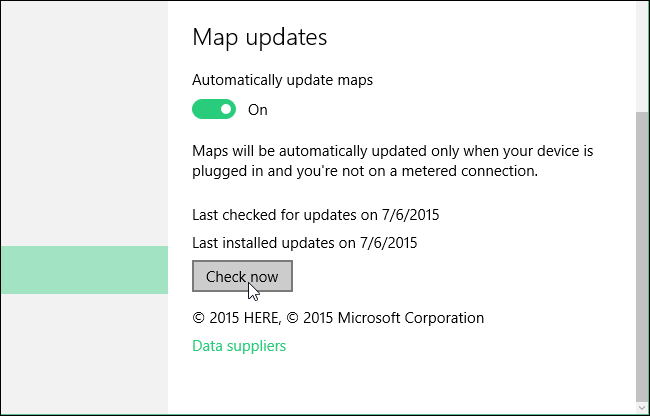 Map updates
Automatically update maps
On
Maps will be automatically updated only when your device is
plugged in and you're not on a metered connection.
Last checked for updates on 7/6/2015
Last installed updates on 7/6/2015
Check now
© 2015 HERE, © 2015 Microsoft Corporation
Data suppliers